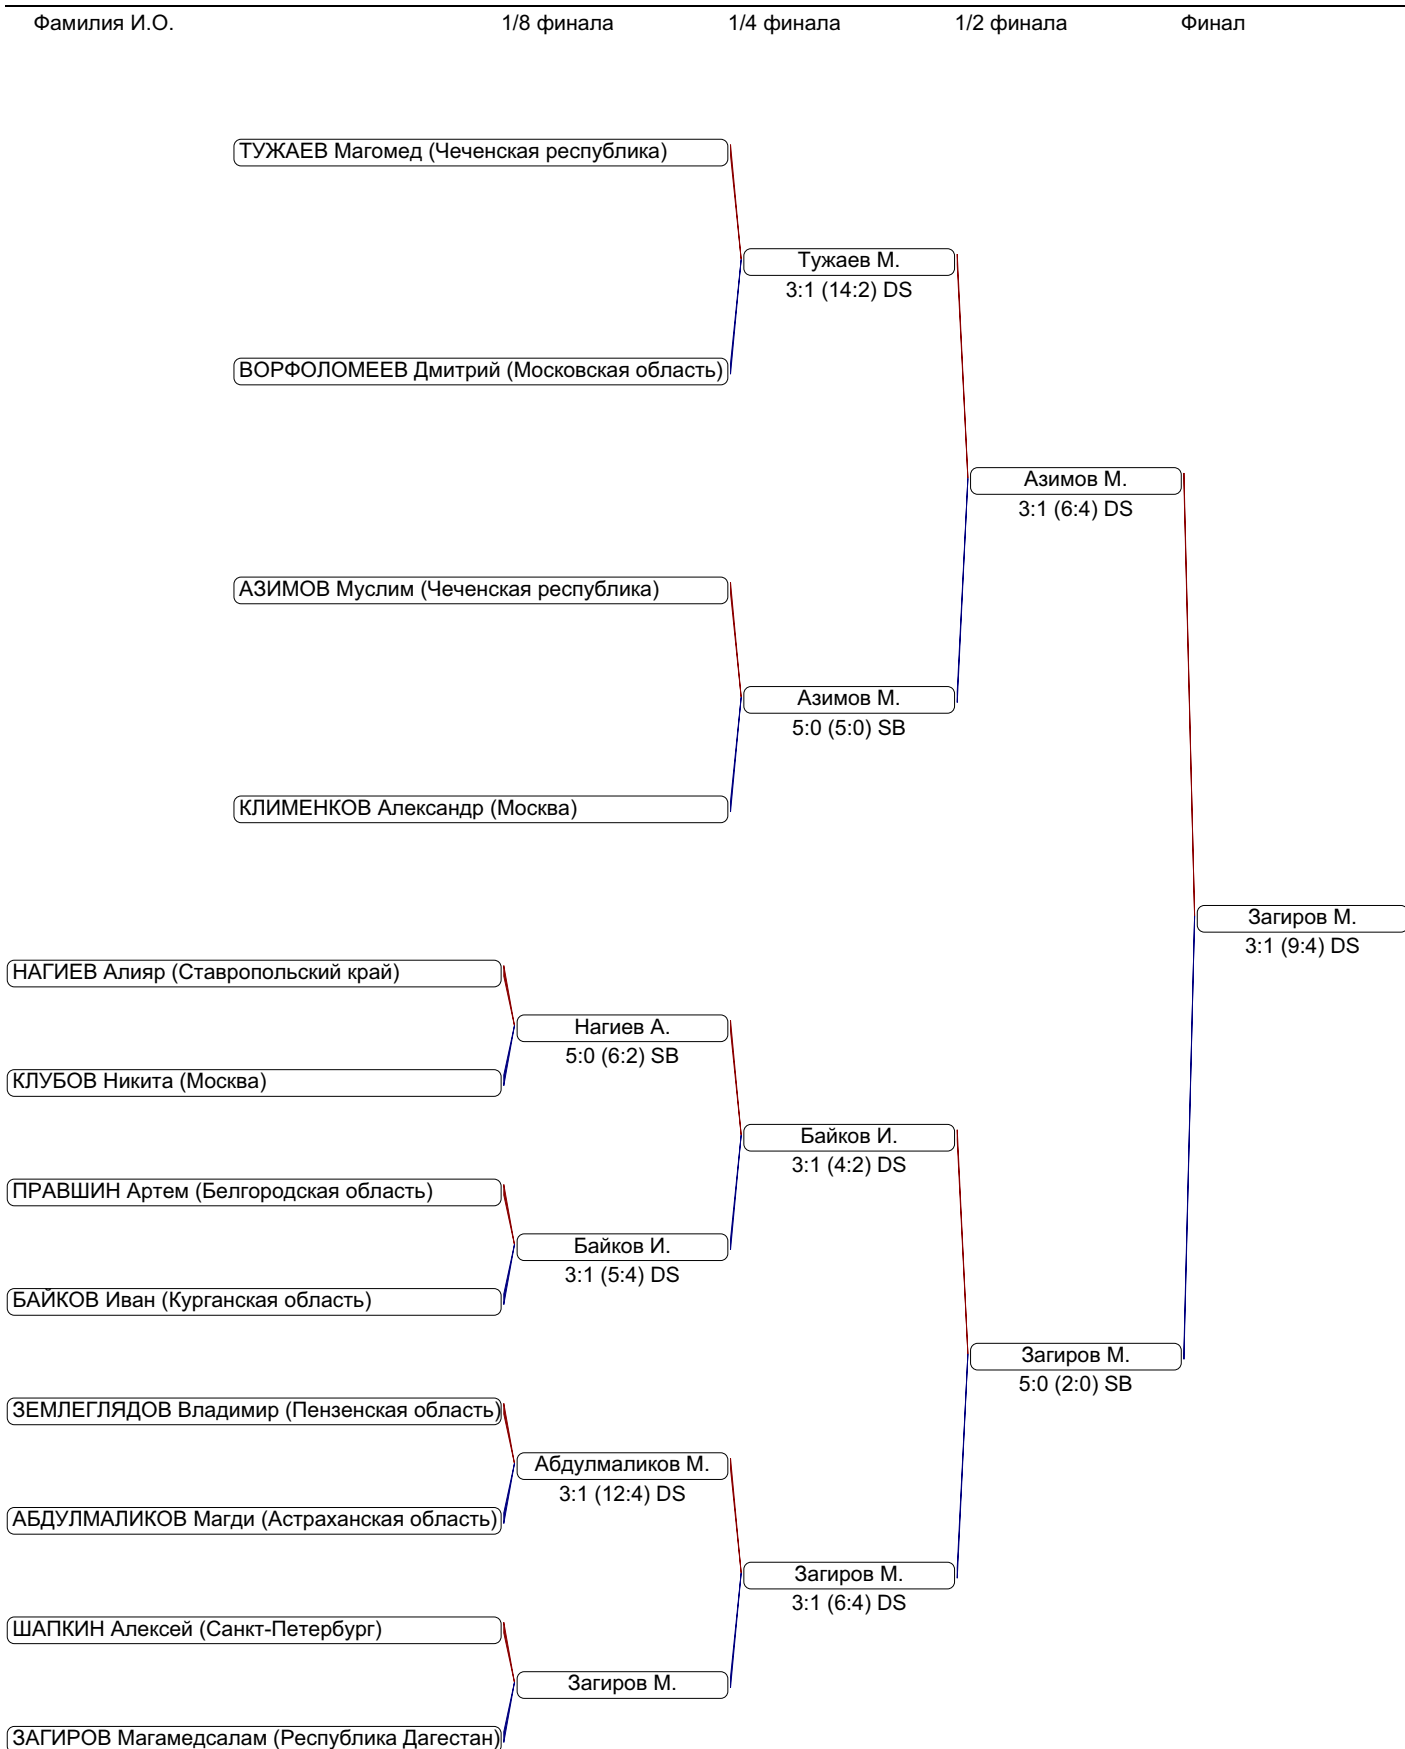 Фамилия И.О. 1/8 финала 1/4 финала 1/2 финала Финал
ТУЖАЕВ Магомед (Чеченская республика)
Тужаев М.
3:1 (14:2) DS
ВОРФОЛОМЕЕВ Дмитрий (Московская область)
Азимов М.
3:1 (6:4) DS
АЗИМОВ Муслим (Чеченская республика)
Азимов М.
5:0 (5:0) SB
КЛИМЕНКОВ Александр (Москва)
Загиров М.
3:1 (9:4) DS
НАГИЕВ Алияр (Ставропольский край)
Нагиев А.
5:0 (6:2) SB
КЛУБОВ Никита (Москва)
Байков И.
3:1 (4:2) DS
ПРАВШИН Артем (Белгородская область)
Байков И.
3:1 (5:4) DS
БАЙКОВ Иван (Курганская область)
Загиров М.
5:0 (2:0) SB
ЗЕМЛЕГЛЯДОВ Владимир (Пензенская область)
Абдулмаликов М.
3:1 (12:4) DS
АБДУЛМАЛИКОВ Магди (Астраханская область)
Загиров М.
3:1 (6:4) DS
ШАПКИН Алексей (Санкт-Петербург)
Загиров М.
ЗАГИРОВ Магамедсалам (Республика Дагестан)